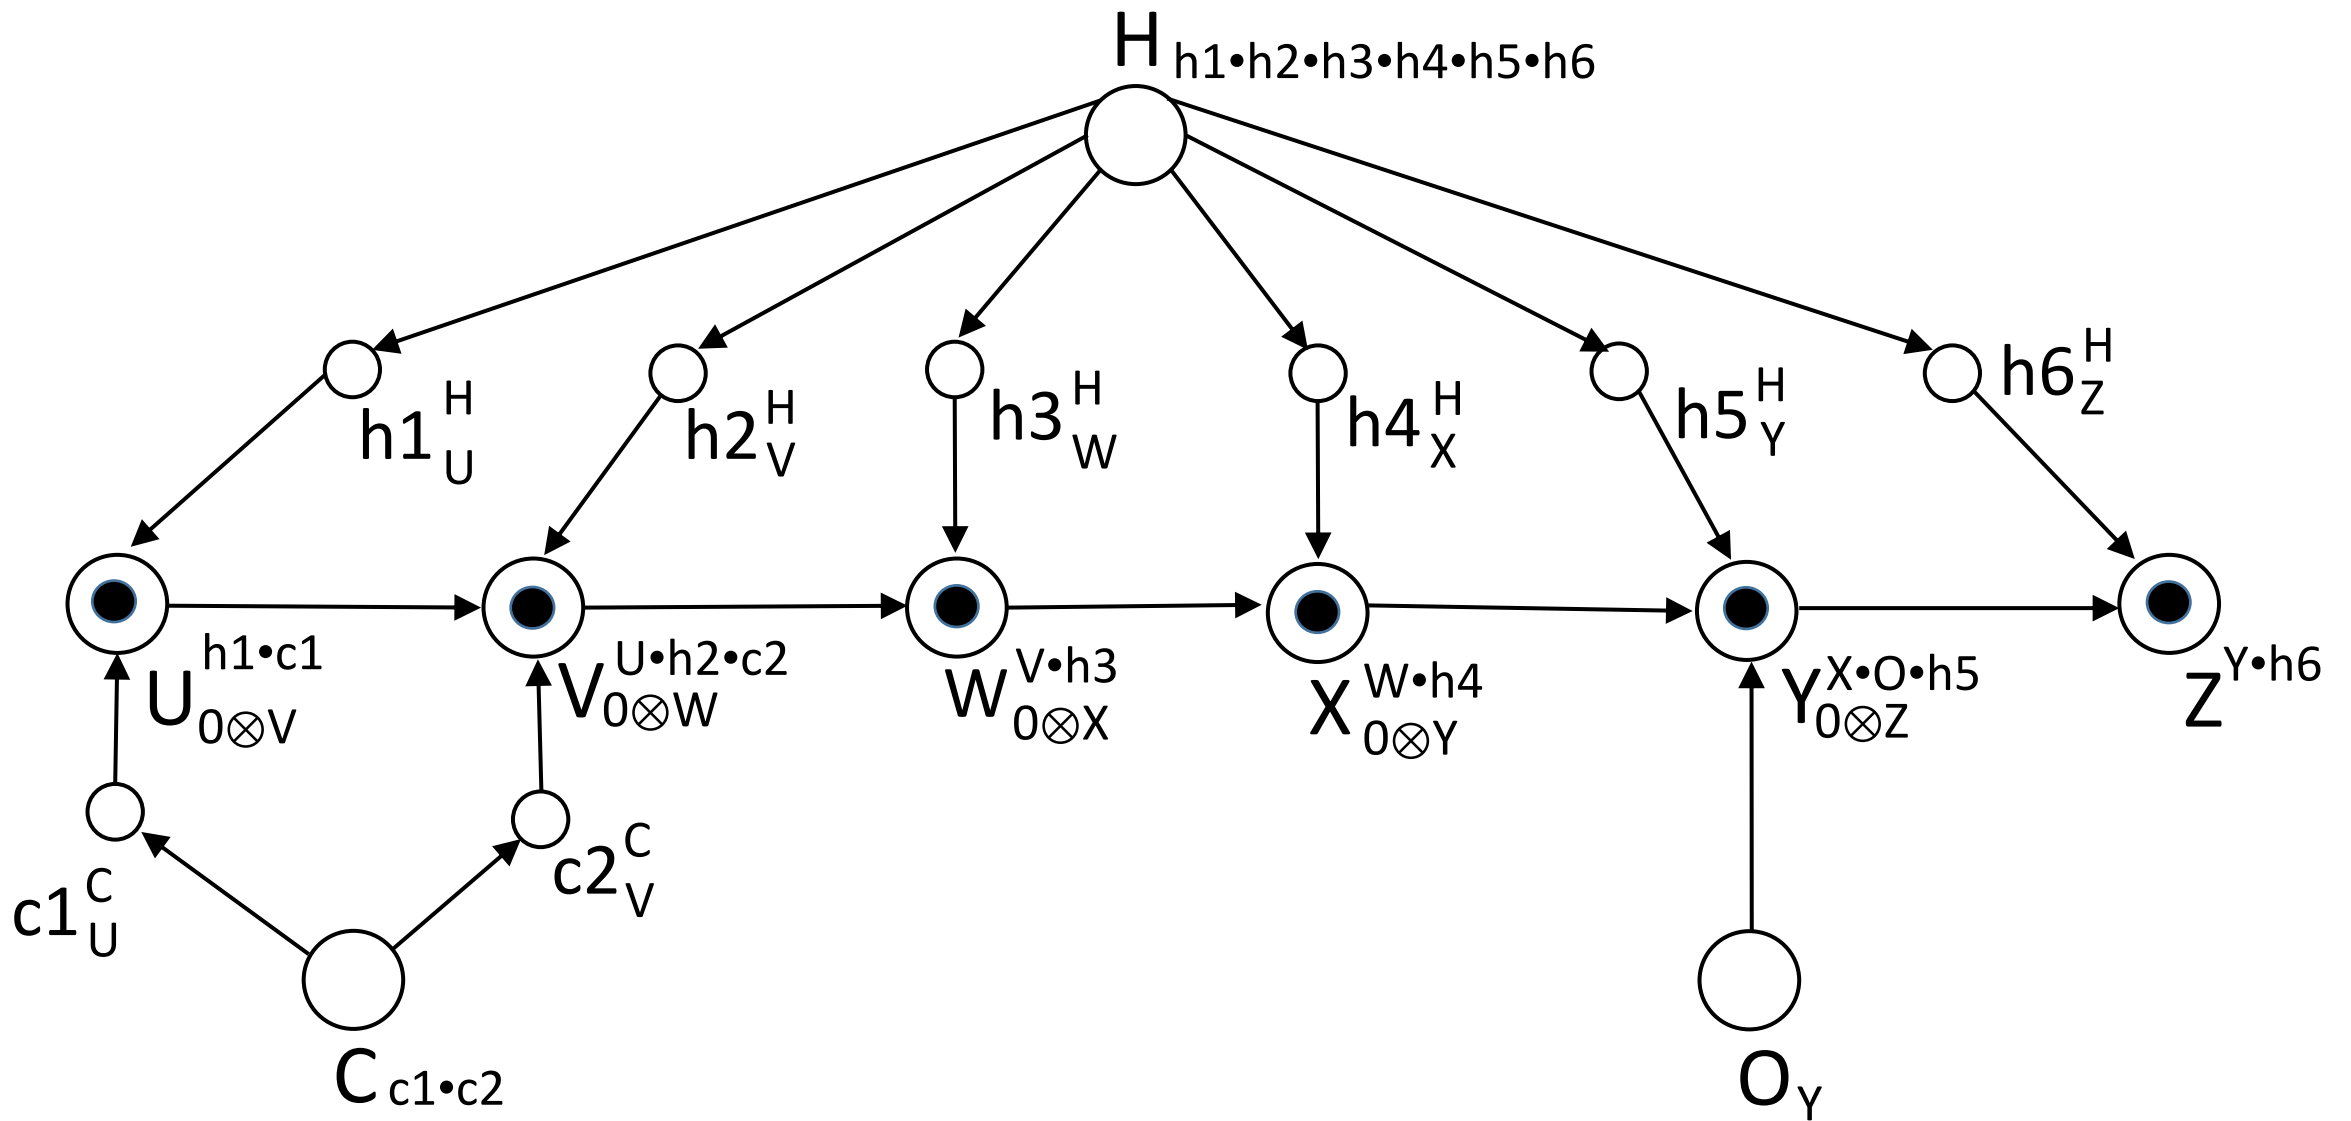 H h1•h2•h3•h4•h5•h6
h1 H U
h2 H V
h3 H W
h4 H X
h5 H Y
h6 H Z
U h1•c1 0⊗V
V U•h2•c2 0⊗W
W V•h3 0⊗X
X W•h4 0⊗Y
Y X•O•h5 0⊗Z
Z Y•h6
c1 C U
c2 C V
C c1•c2
O Y